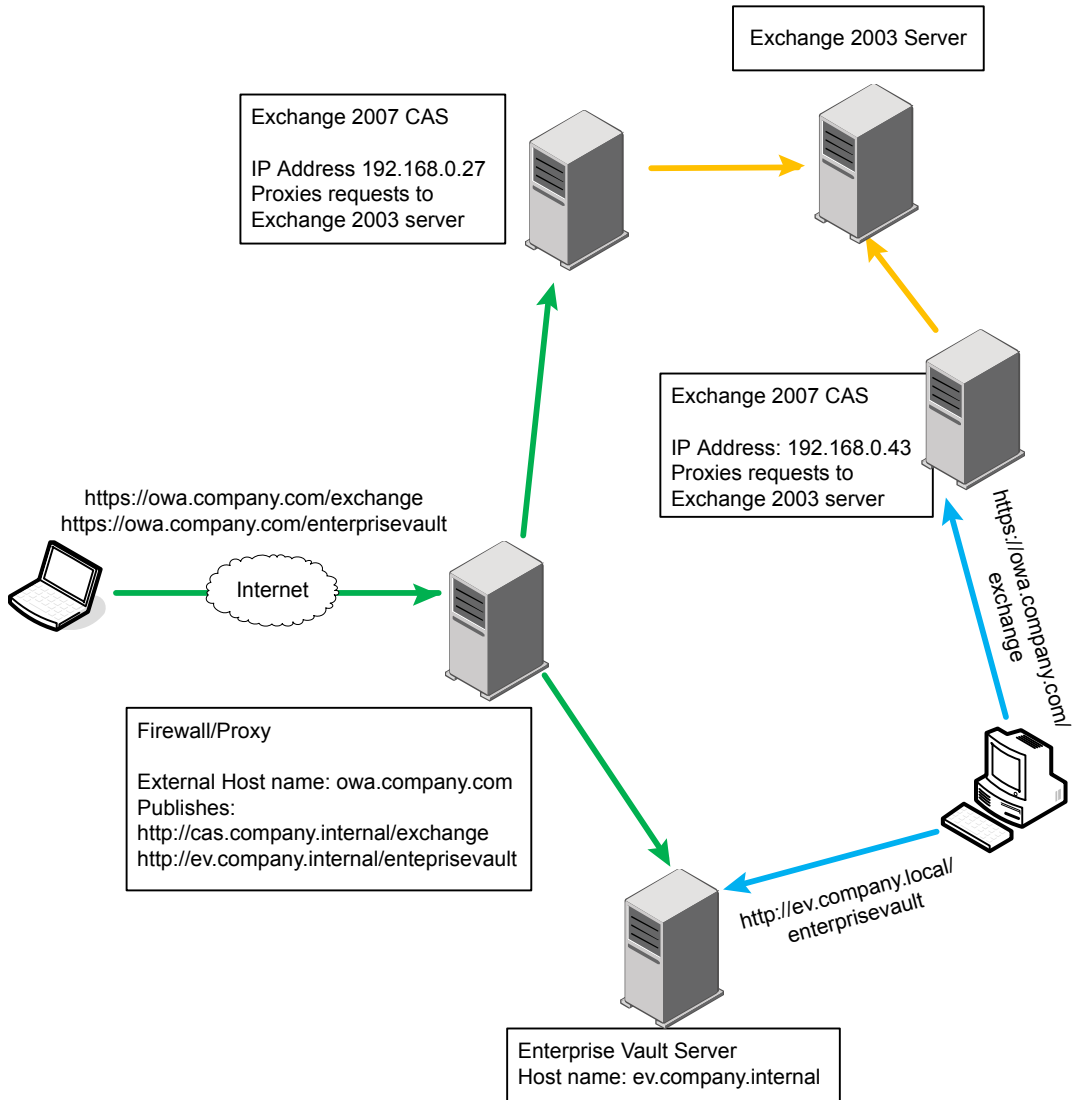 Exchange 2003 Server
Exchange 2007 CAS
IP Address 192.168.0.27
Proxies requests to
Exchange 2003 server
Exchange 2007 CAS
IP Address: 192.168.0.43
Proxies requests to
Exchange 2003 server
https://owa.company.com/exchange
https://owa.company.com/enterprisevault
Internet
https://owa.company.com/
exchange
Firewall/Proxy
External Host name: owa.company.com
Publishes:
http://cas.company.internal/exchange
http://ev.company.internal/enteprisevault
http://ev.company.local/
enterprisevault
Enterprise Vault Server
Host name: ev.company.internal